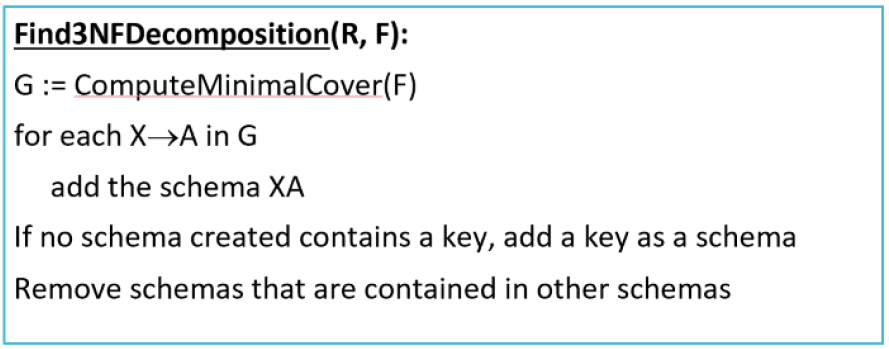 Find3NFDecomposition(R, F):
G := ComputeMinimalCover(F)
for each X→A in G
add the schema XA
If no schema created contains a key, add a key as a schema
Remove schemas that are contained in other schemas